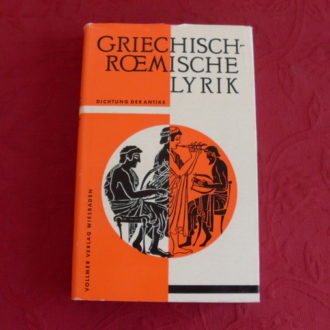 GRIECHISCH-
RŒMISCHE
LYRIK
DICHTUNG DER ANTIKE
VOLLMER VERLAG WIESBADEN